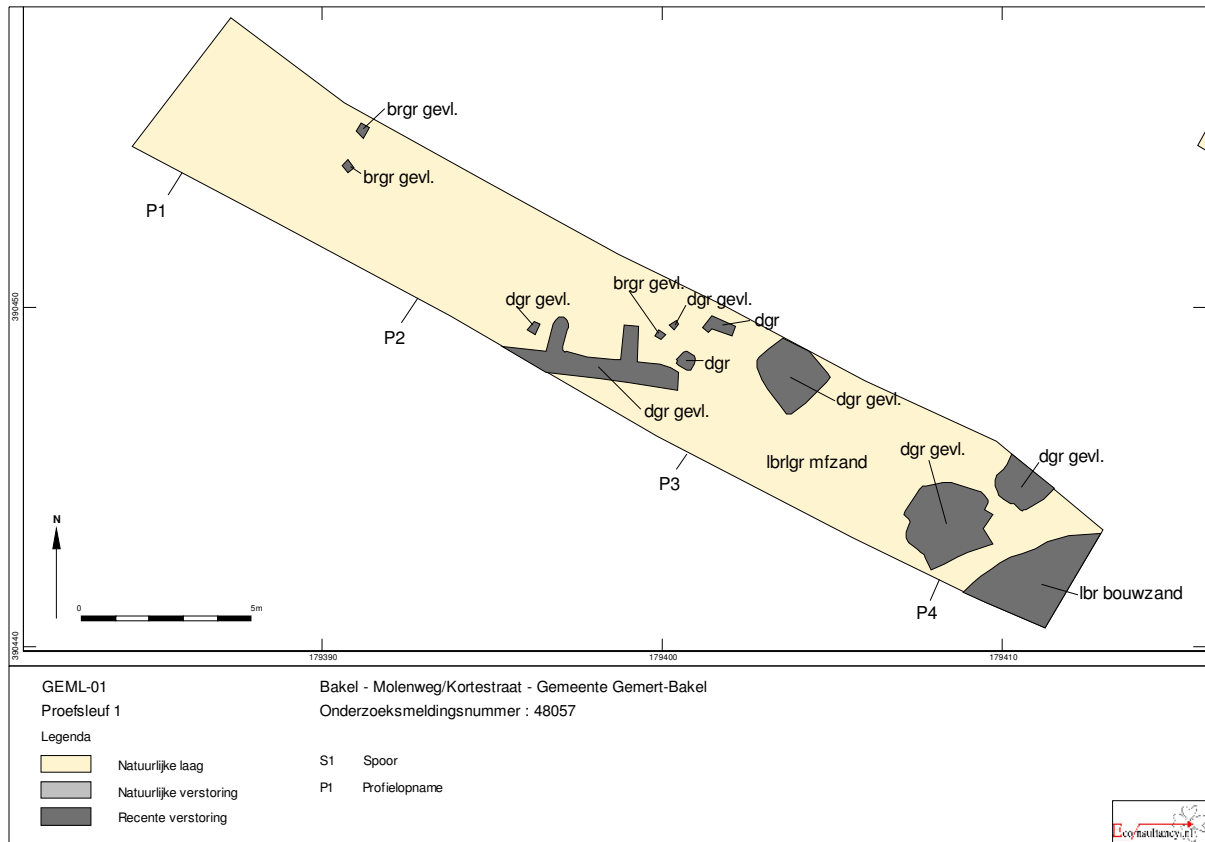 brgr gevl.
brgr gevl.
P1
brgr gevl.
dgr gevl.
dgr gevl.
dgr
390450
P2
dgr
dgr gevl.
dgr gevl.
dgr gevl.
dgr gevl.
lbrlgr mfzand
P3
N
0 5m
lbr bouwzand
P4
390440
179390 179400 179410
GEML-01 Bakel - Molenweg/Kortestraat - Gemeente Gemert-Bakel
Proefsleuf 1 Onderzoeksmeldingsnummer : 48057
Legenda
Natuurlijke laag S1 Spoor
Natuurlijke verstoring P1 Profielopname
Recente verstoring
Econsultancy.nl